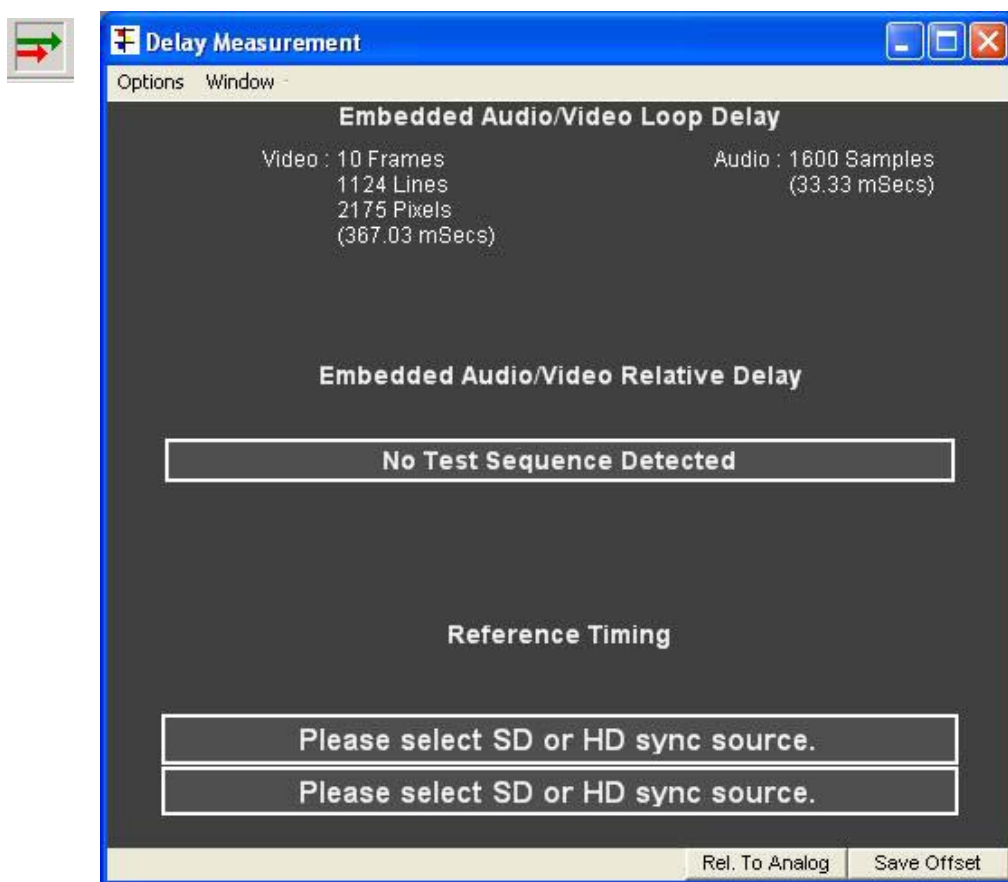 Delay Measurement
Options Window
Embedded Audio/Video Loop Delay
Video : 10 Frames
1124 Lines
2175 Pixels
(367.03 mSecs)
Audio : 1600 Samples
(33.33 mSecs)
Embedded Audio/Video Relative Delay
No Test Sequence Detected
Reference Timing
Please select SD or HD sync source.
Please select SD or HD sync source.
Rel. To Analog Save Offset